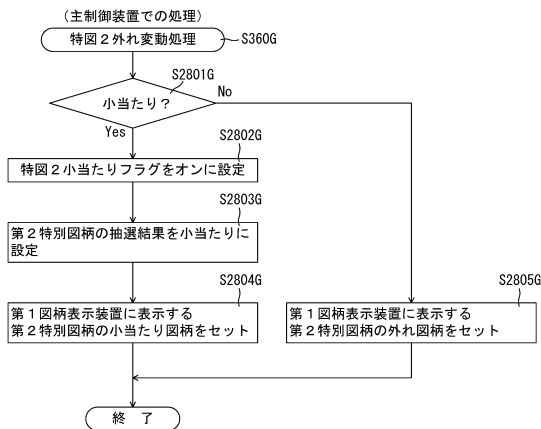 (主制御装置での処理)
特図２外れ変動処理
S360G
S2801G
小当たり？
No
Yes
S2802G
特図２小当たりフラグをオンに設定
S2803G
第２特別図柄の抽選結果を小当たりに
設定
S2804G
第１図柄表示装置に表示する
第２特別図柄の小当たり図柄をセット
S2805G
第１図柄表示装置に表示する
第２特別図柄の外れ図柄をセット
終　了